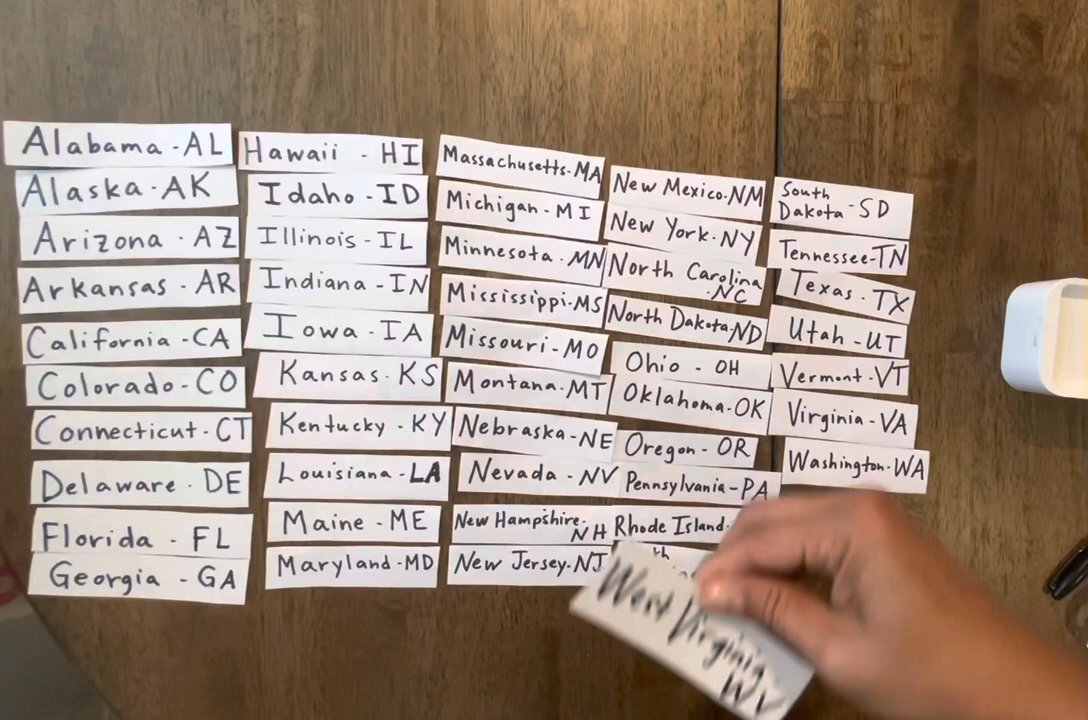 Alabama - AL
Alaska - AK
Arizona - AZ
Arkansas - AR
California - CA
Colorado - CO
Connecticut - CT
Delaware - DE
Florida - FL
Georgia - GA
Hawaii - HI
Idaho - ID
Illinois - IL
Indiana - IN
Iowa - IA
Kansas - KS
Kentucky - KY
Louisiana - LA
Maine - ME
Maryland - MD
Massachusetts - MA
Michigan - MI
Minnesota - MN
Mississippi - MS
Missouri - MO
Montana - MT
Nebraska - NE
Nevada - NV
New Hampshire -
NH
New Jersey - NJ
New Mexico - NM
New York - NY
North Carolina
- NC
North Dakota - ND
Ohio - OH
Oklahoma - OK
Oregon - OR
Pennsylvania - PA
Rhode Island -
South
Dakota - SD
Tennessee - TN
Texas - TX
Utah - UT
Vermont - VT
Virginia - VA
Washington - WA
West Virginia
WV